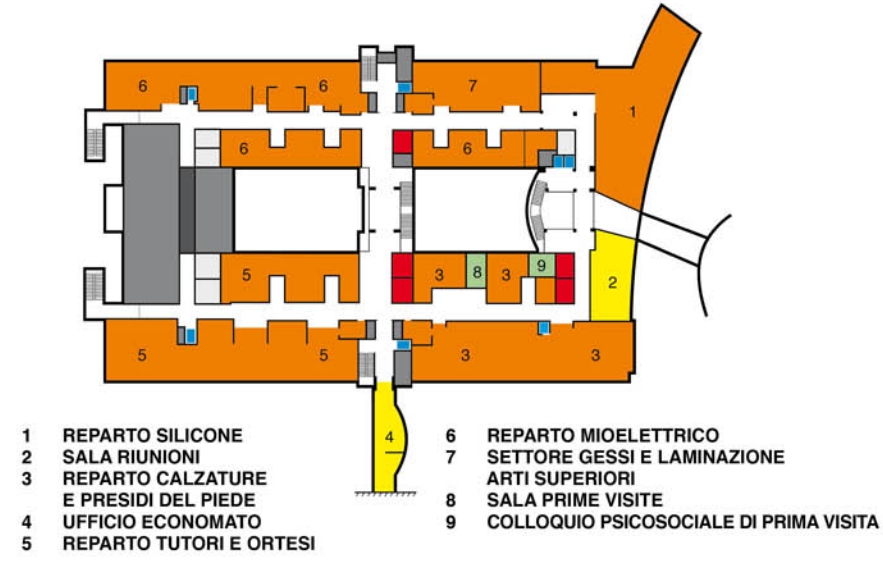 6
6
7
1
6
6
5
3
8
3
9
2
5
5
3
3
4
1 REPARTO SILICONE
2 SALA RIUNIONI
3 REPARTO CALZATURE
E PRESIDI DEL PIEDE
4 UFFICIO ECONOMATO
5 REPARTO TUTORI E ORTESI
6 REPARTO MIOELETTRICO
7 SETTORE GESSI E LAMINAZIONE
ARTI SUPERIORI
8 SALA PRIME VISITE
9 COLLOQUIO PSICOSOCIALE DI PRIMA VISITA